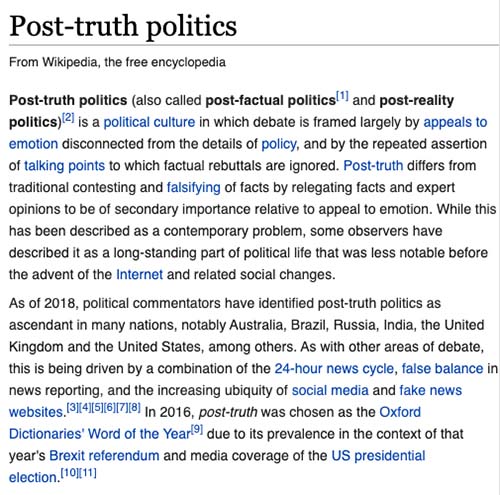 Post-truth politics
From Wikipedia, the free encyclopedia
Post-truth politics (also called post-factual politics[1] and post-reality
politics)[2] is a political culture in which debate is framed largely by appeals to
emotion disconnected from the details of policy, and by the repeated assertion
of talking points to which factual rebuttals are ignored. Post-truth differs from
traditional contesting and falsifying of facts by relegating facts and expert
opinions to be of secondary importance relative to appeal to emotion. While this
has been described as a contemporary problem, some observers have
described it as a long-standing part of political life that was less notable before
the advent of the Internet and related social changes.
As of 2018, political commentators have identified post-truth politics as
ascendant in many nations, notably Australia, Brazil, Russia, India, the United
Kingdom and the United States, among others. As with other areas of debate,
this is being driven by a combination of the 24-hour news cycle, false balance in
news reporting, and the increasing ubiquity of social media and fake news
websites.[3][4][5][6][7][8] In 2016, post-truth was chosen as the Oxford
Dictionaries' Word of the Year[9] due to its prevalence in the context of that
year's Brexit referendum and media coverage of the US presidential
election.[10][11]